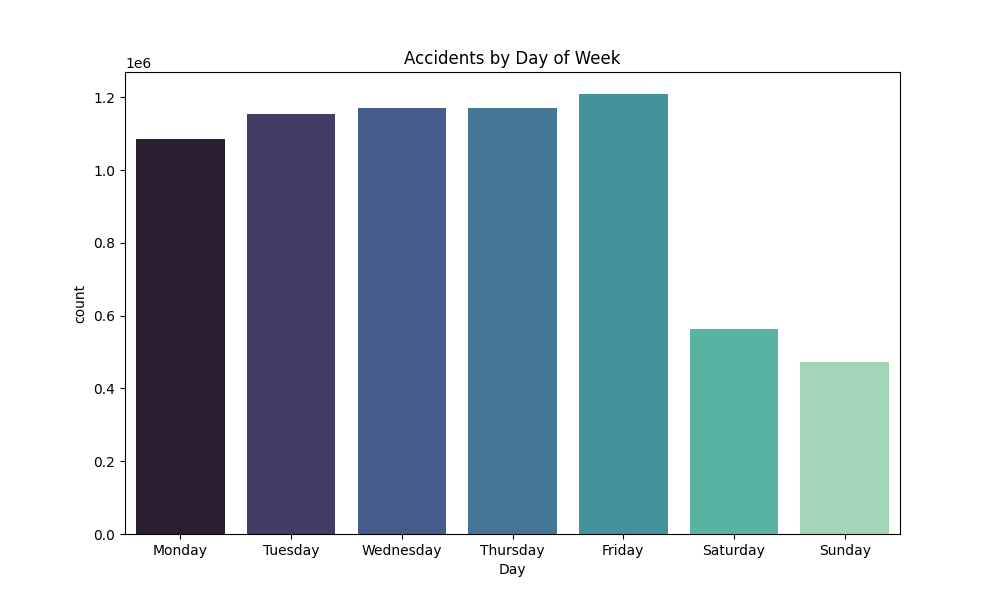 Accidents by Day of Week
1e6
1.2
1.0
0.8
0.6
0.4
0.2
0.0
count
Monday Tuesday Wednesday Thursday Friday Saturday Sunday
Day